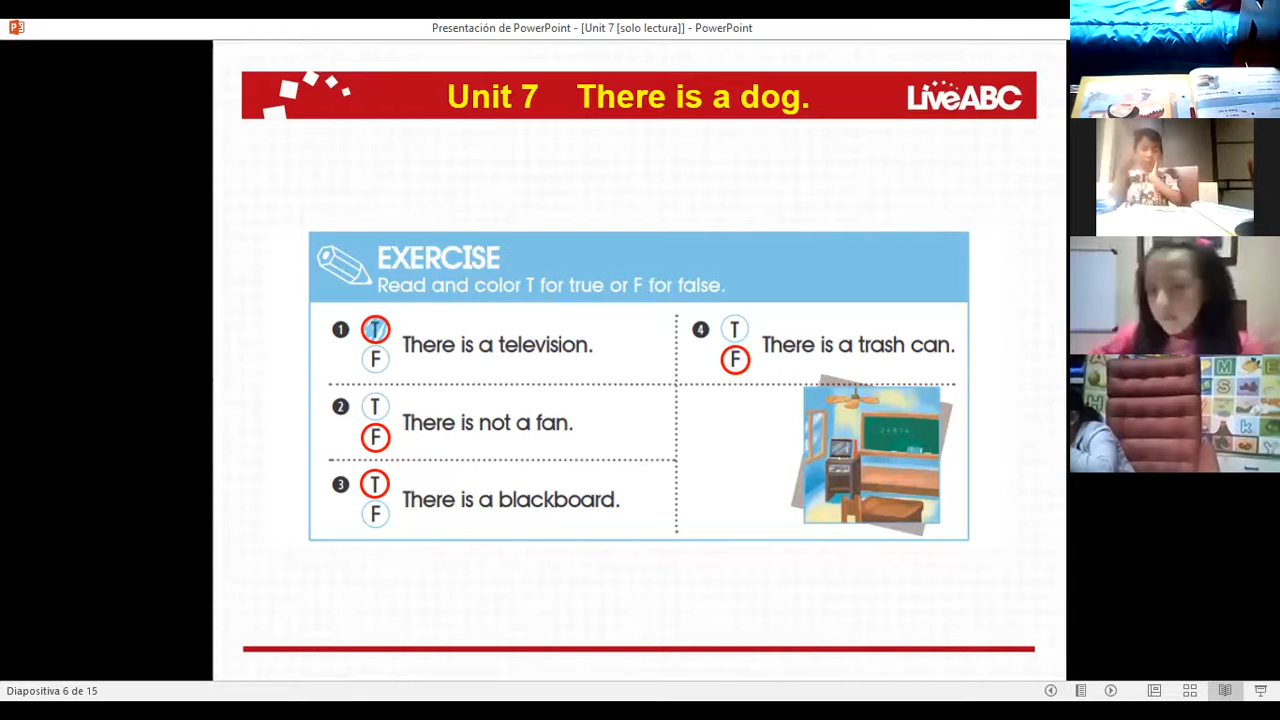 Presentación de PowerPoint - [Unit 7 [solo lectura]] - PowerPoint
Unit 7 There is a dog.
LiveABC
EXERCISE
Read and color T for true or F for false.
1 T F There is a television.
2 T F There is not a fan.
3 T F There is a blackboard.
4 T F There is a trash can.
Diapositiva 6 de 15
M
S
k